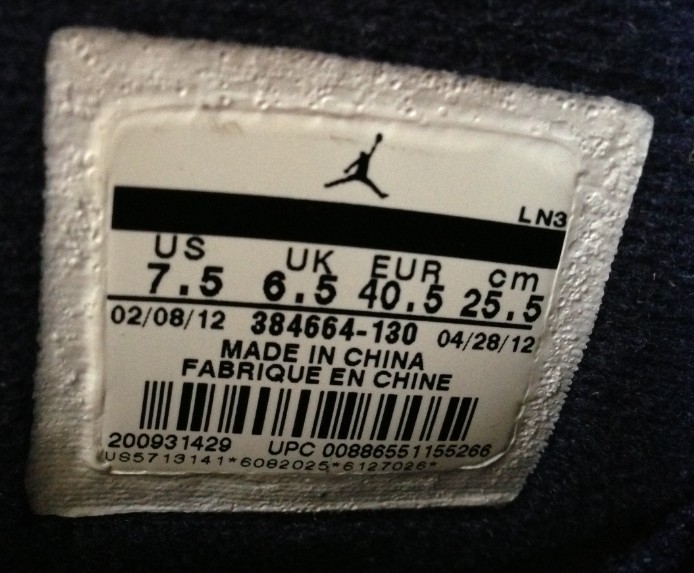 LN3
US UK EUR cm
7.5 6.5 40.5 25.5
02/08/12 384664-130 04/28/12
MADE IN CHINA
FABRIQUE EN CHINE
200931429 UPC 00886551155266
US5713141*6082025*6127026*